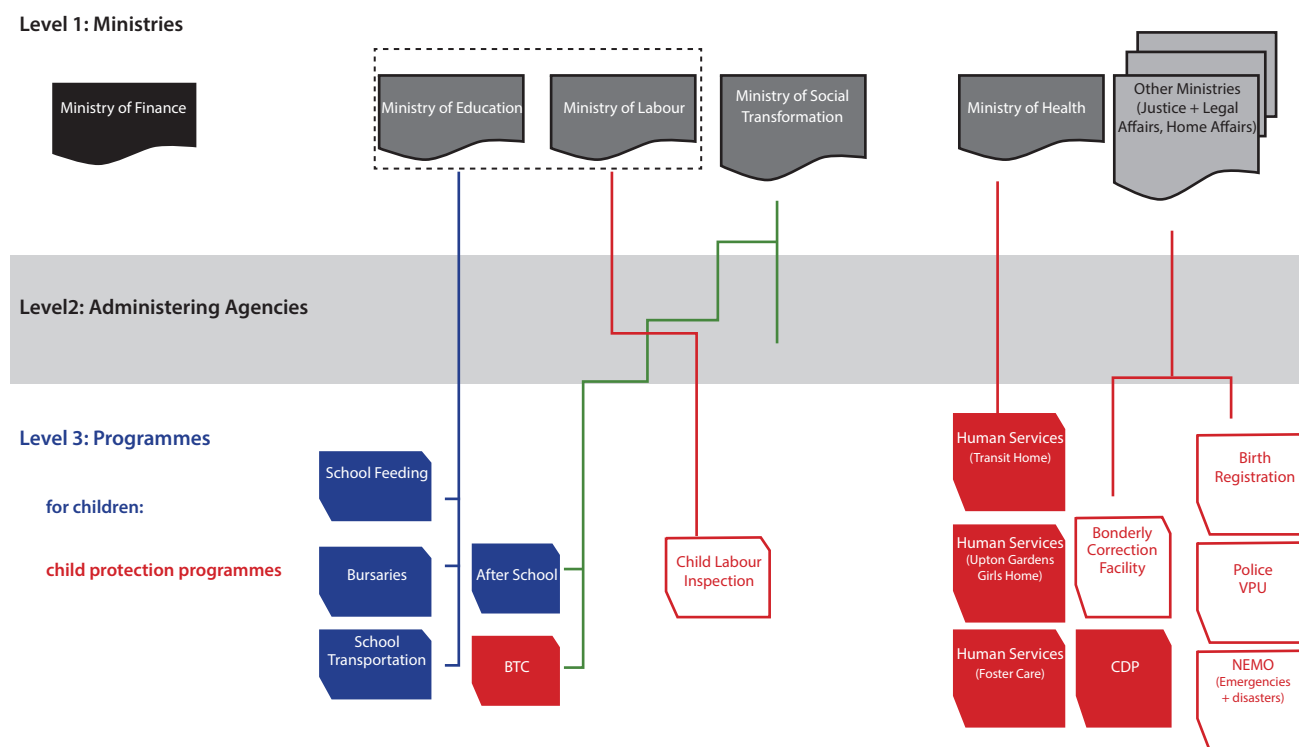 Level 1: Ministries
Ministry of Finance
Ministry of Education
Ministry of Labour
Ministry of Social
Transformation
Ministry of Health
Other Ministries
(Justice + Legal
Affairs, Home Affairs)
Level2: Administering Agencies
Level 3: Programmes
for children:
child protection programmes
School Feeding
Bursaries
School
Transportation
After School
BTC
Child Labour
Inspection
Human Services
(Transit Home)
Human Services
(Upton Gardens
Girls Home)
Human Services
(Foster Care)
Bonderly
Correction
Facility
CDP
Birth
Registration
Police
VPU
NEMO
(Emergencies
+ disasters)